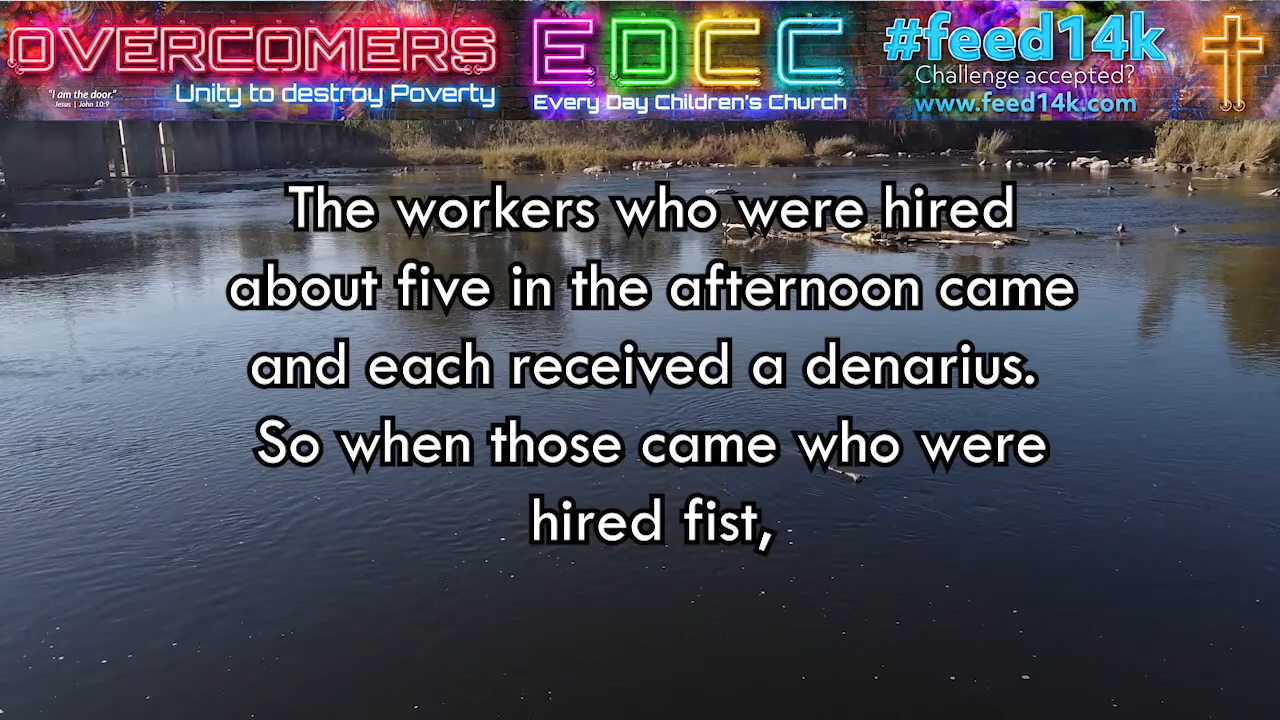 OVERCOMERS
"I am the door."
Jesus | John 10:9
Unity to destroy Poverty
EDCC
Every Day Children's Church
#feed14k
Challenge accepted?
www.feed14k.com
The workers who were hired
about five in the afternoon came
and each received a denarius.
So when those came who were
hired fist,